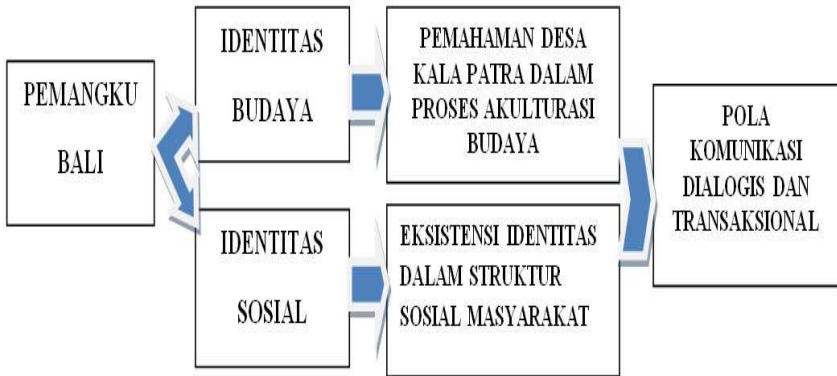 PEMANGKU
BALI
IDENTITAS
BUDAYA
PEMAHAMAN DESA
KALA PATRA DALAM
PROSES AKULTURASI
BUDAYA
IDENTITAS
SOSIAL
EKSISTENSI IDENTITAS
DALAM STRUKTUR
SOSIAL MASYARAKAT
POLA
KOMUNIKASI
DIALOGIS DAN
TRANSAKSIONAL